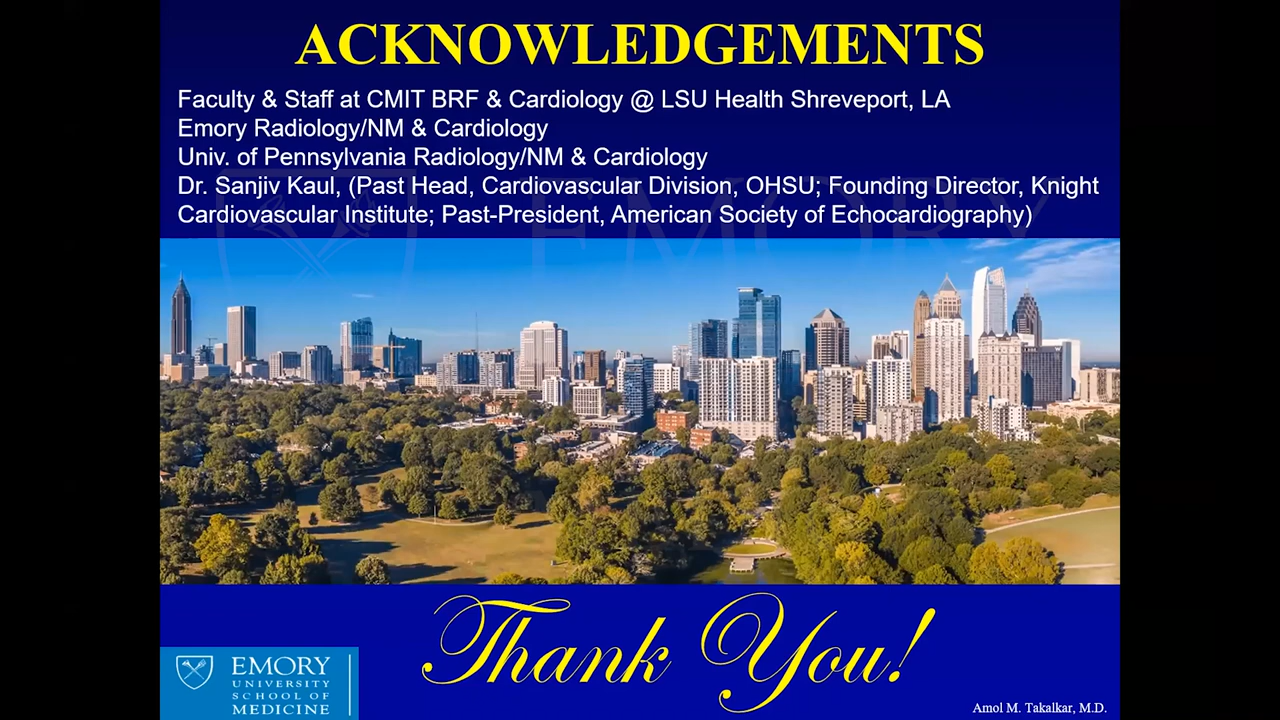 ACKNOWLEDGEMENTS
Faculty & Staff at CMIT BRF & Cardiology @ LSU Health Shreveport, LA
Emory Radiology/NM & Cardiology
Univ. of Pennsylvania Radiology/NM & Cardiology
Dr. Sanjiv Kaul, (Past Head, Cardiovascular Division, OHSU; Founding Director, Knight
Cardiovascular Institute; Past-President, American Society of Echocardiography)
EMORY
Thank You!
EMORY
UNIVERSITY
SCHOOL OF
MEDICINE
Amol M. Takalkar, M.D.